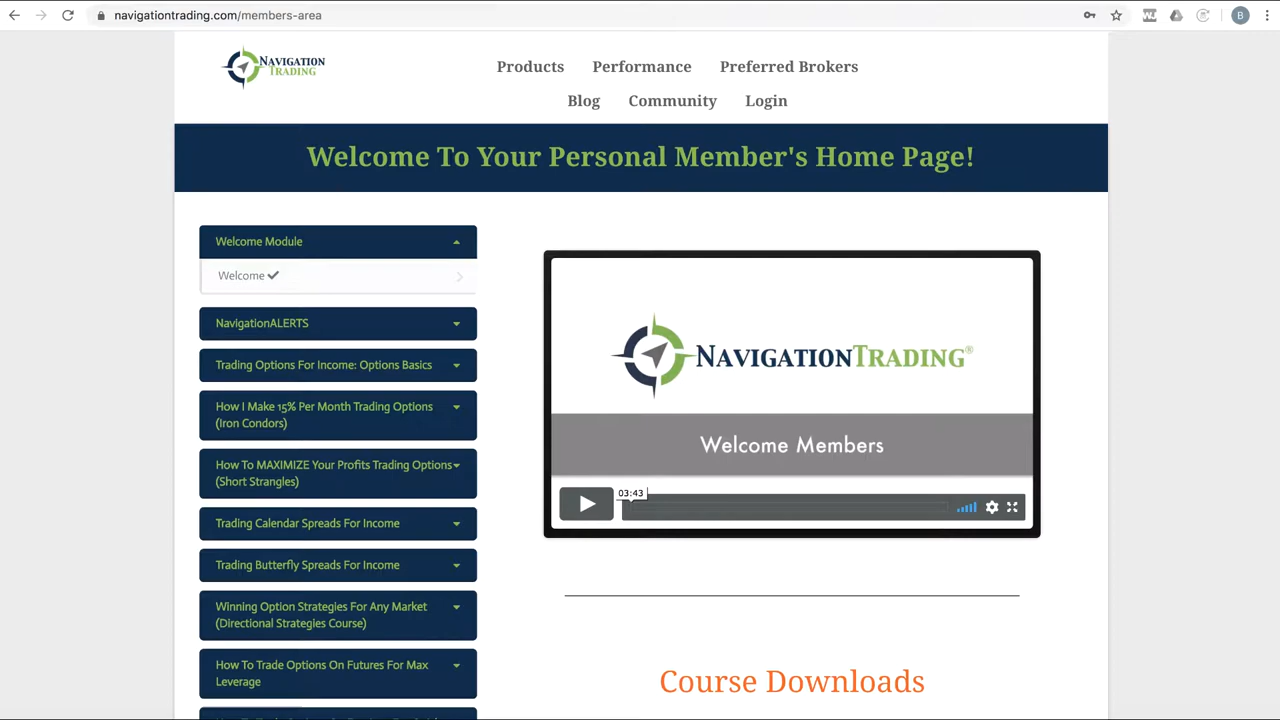 navigationtrading.com/members-area
B
NAVIGATION
TRADING
Products Performance Preferred Brokers
Blog Community Login
Welcome To Your Personal Member's Home Page!
Welcome Module
Welcome
NavigationALERTS
Trading Options For Income: Options Basics
How I Make 15% Per Month Trading Options
(Iron Condors)
How To MAXIMIZE Your Profits Trading Options
(Short Strangles)
Trading Calendar Spreads For Income
Trading Butterfly Spreads For Income
Winning Option Strategies For Any Market
(Directional Strategies Course)
How To Trade Options On Futures For Max
Leverage
NAVIGATIONTRADING®
Welcome Members
03:43
Course Downloads